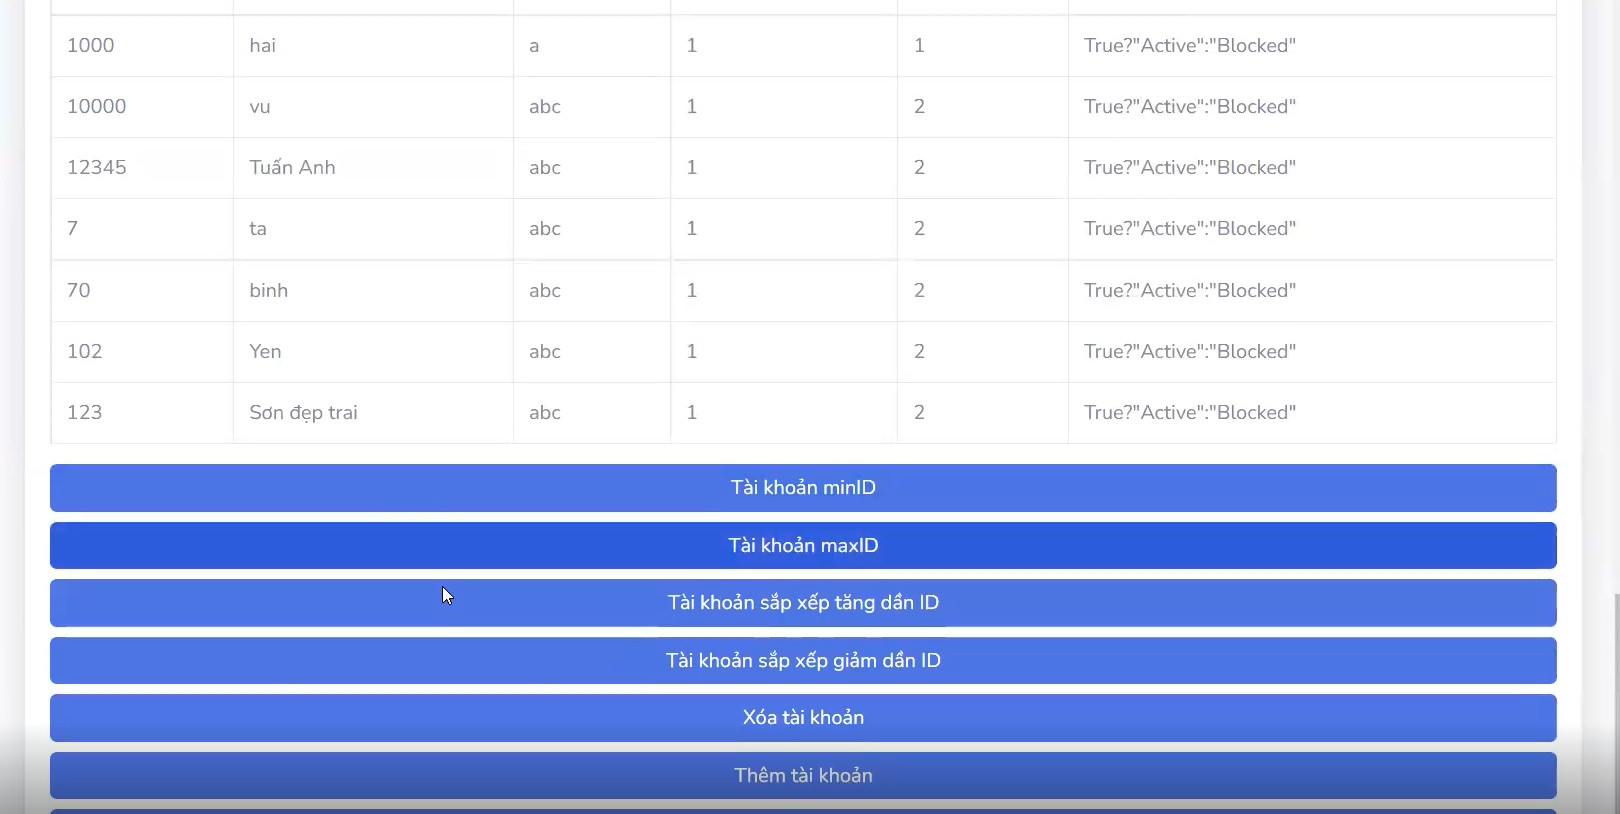 1000 hai a 1 1 True?"Active":"Blocked"
10000 vu abc 1 2 True?"Active":"Blocked"
12345 Tuấn Anh abc 1 2 True?"Active":"Blocked"
7 ta abc 1 2 True?"Active":"Blocked"
70 binh abc 1 2 True?"Active":"Blocked"
102 Yen abc 1 2 True?"Active":"Blocked"
123 Sơn đẹp trai abc 1 2 True?"Active":"Blocked"
Tài khoản minID
Tài khoản maxID
Tài khoản sắp xếp tăng dần ID
Tài khoản sắp xếp giảm dần ID
Xóa tài khoản
Thêm tài khoản